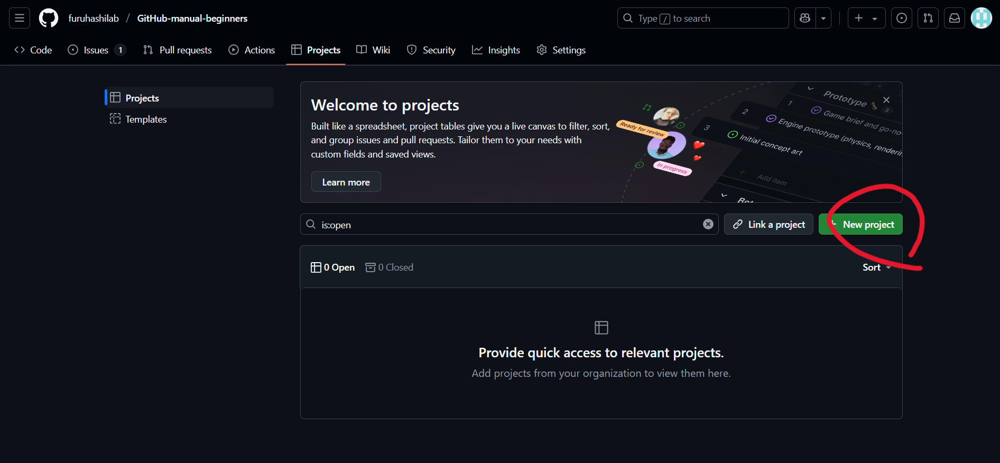 furuhashilab / GitHub-manual-beginners
Type / to search
Code
Issues 1
Pull requests
Actions
Projects
Wiki
Security
Insights
Settings
Projects
Templates
Welcome to projects
Built like a spreadsheet, project tables give you a live canvas to filter, sort,
and group issues and pull requests. Tailor them to your needs with
custom fields and saved views.
Learn more
Ready for review
In progress
Prototype 3
1 Game brief and go-no
2 Engine prototype (physics, renderin
3 Initial concept art
Add item
is:open
Link a project
New project
0 Open
0 Closed
Sort
Provide quick access to relevant projects.
Add projects from your organization to view them here.